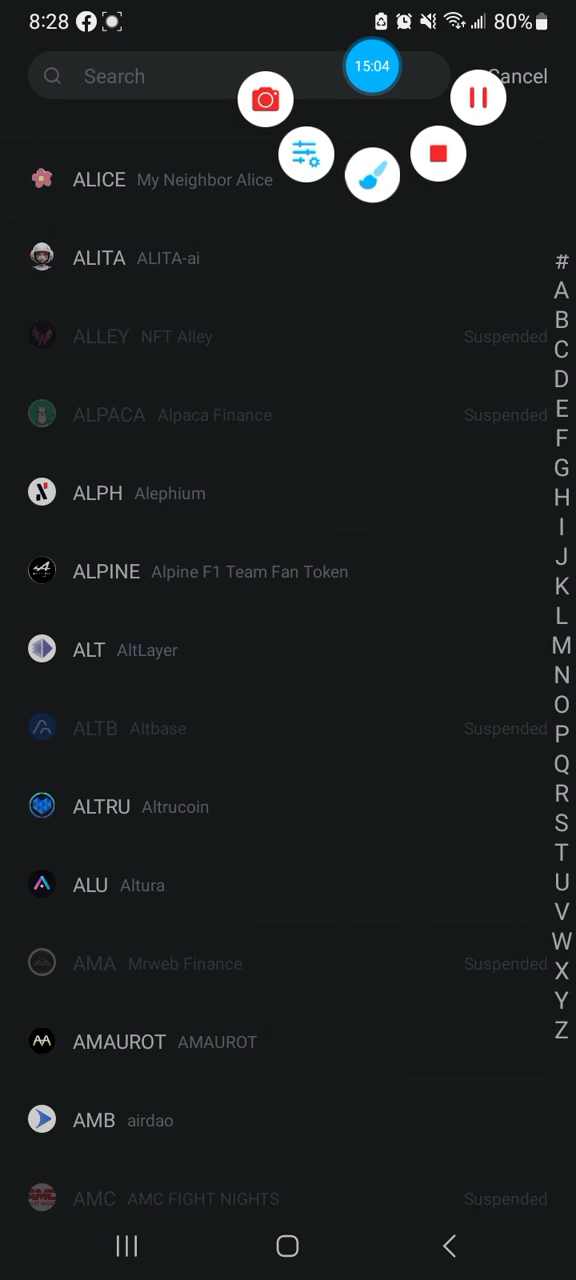 8:28 80%
Search 15:04 Cancel
ALICE My Neighbor Alice
ALITA ALITA-ai
ALLEY NFT Alley Suspended
ALPACA Alpaca Finance Suspended
ALPH Alephium
ALPINE Alpine F1 Team Fan Token
ALT AltLayer
ALTB Altbase Suspended
ALTRU Altrucoin
ALU Altura
AMA Mrweb Finance Suspended
AMAUROT AMAUROT
AMB airdao
AMC AMC FIGHT NIGHTS Suspended
#
A
B
C
D
E
F
G
H
I
J
K
L
M
N
O
P
Q
R
S
T
U
V
W
X
Y
Z